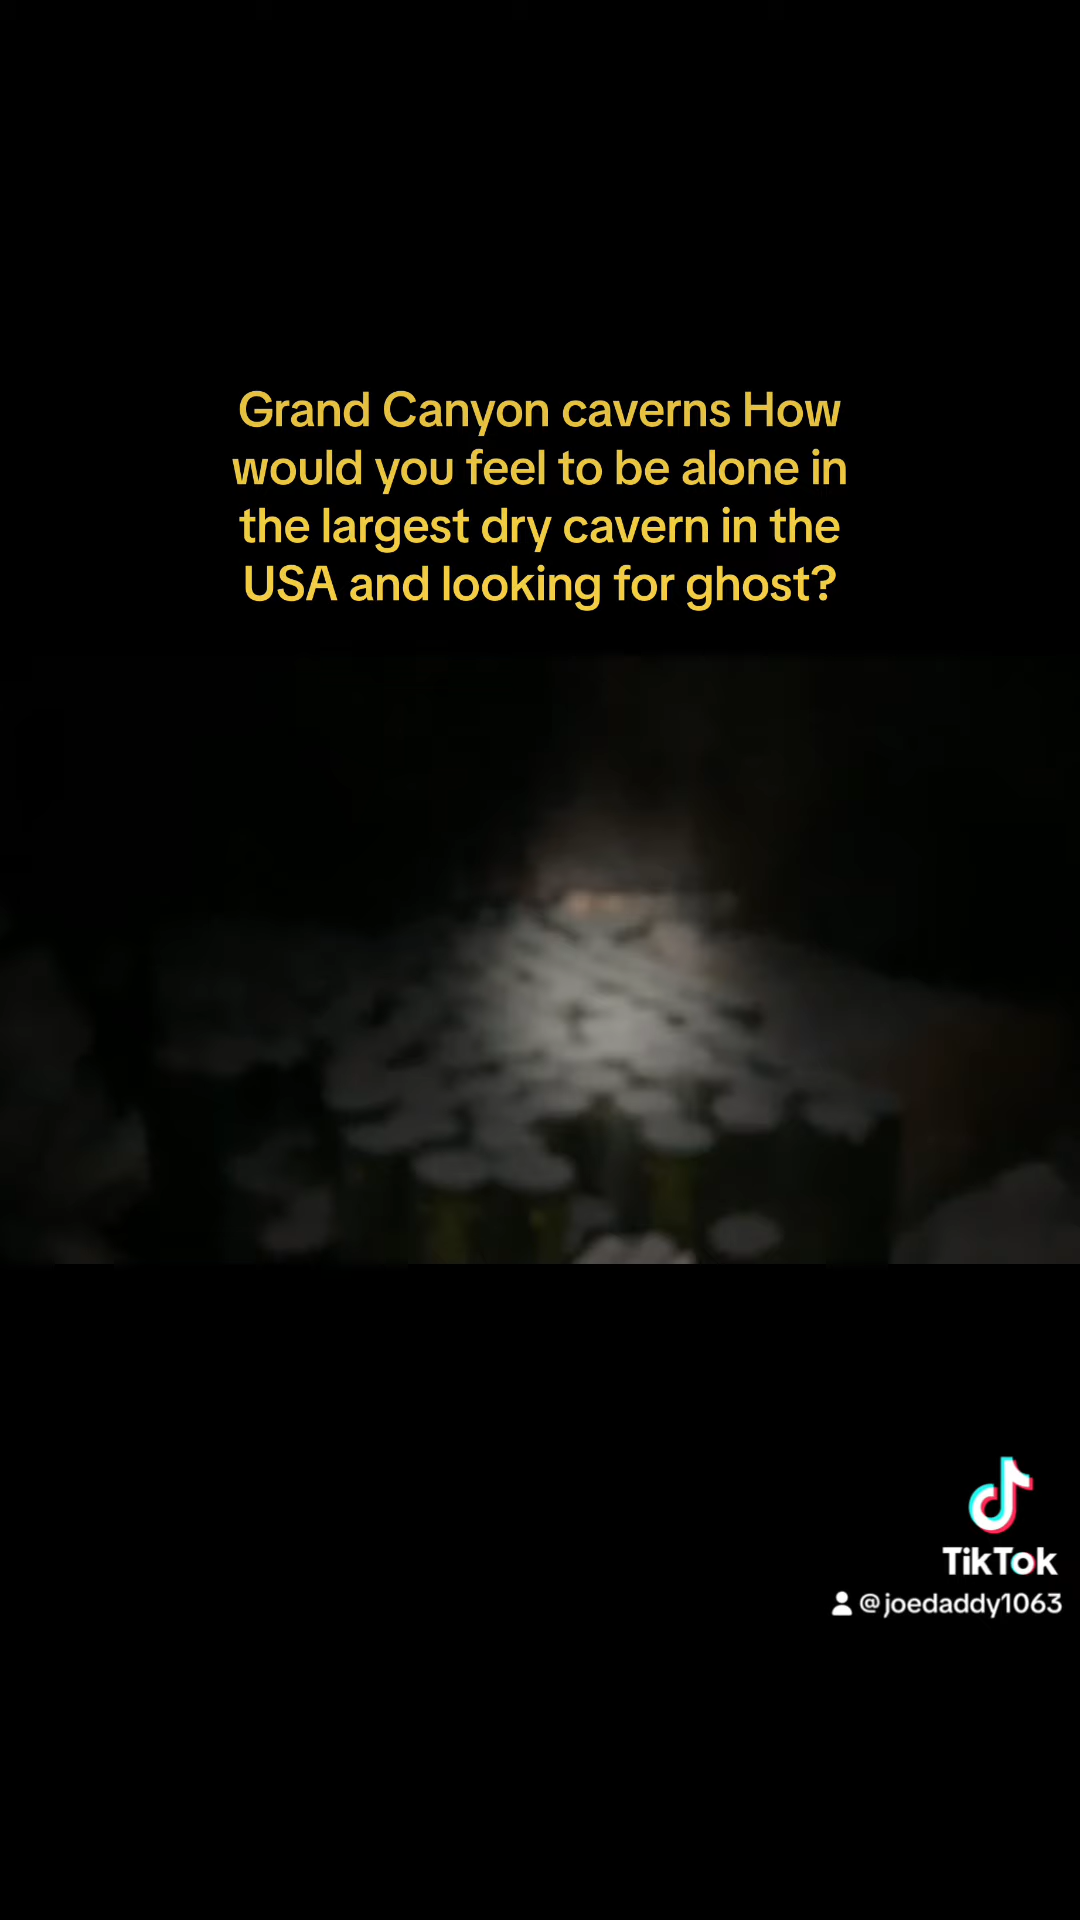 Grand Canyon caverns How
would you feel to be alone in
the largest dry cavern in the
USA and looking for ghost?
TikTok
@joedaddy1063